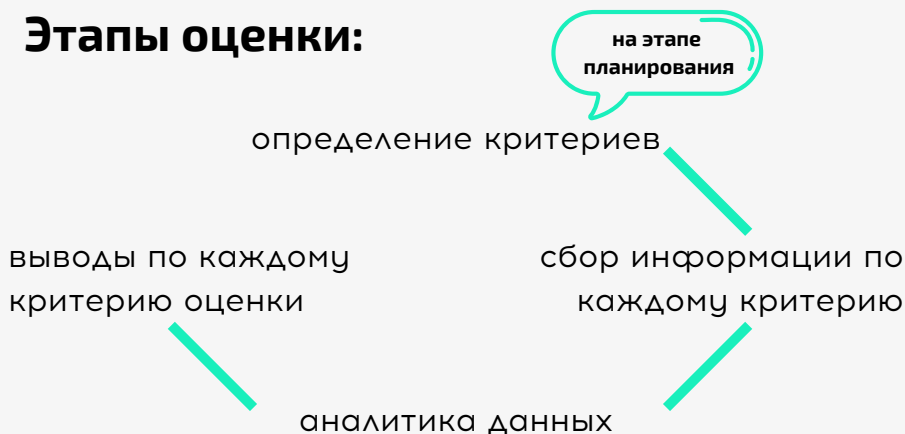 Этапы оценки:
на этапе
планирования
определение критериев
выводы по каждому
критерию оценки
сбор информации по
каждому критерию
аналитика данных